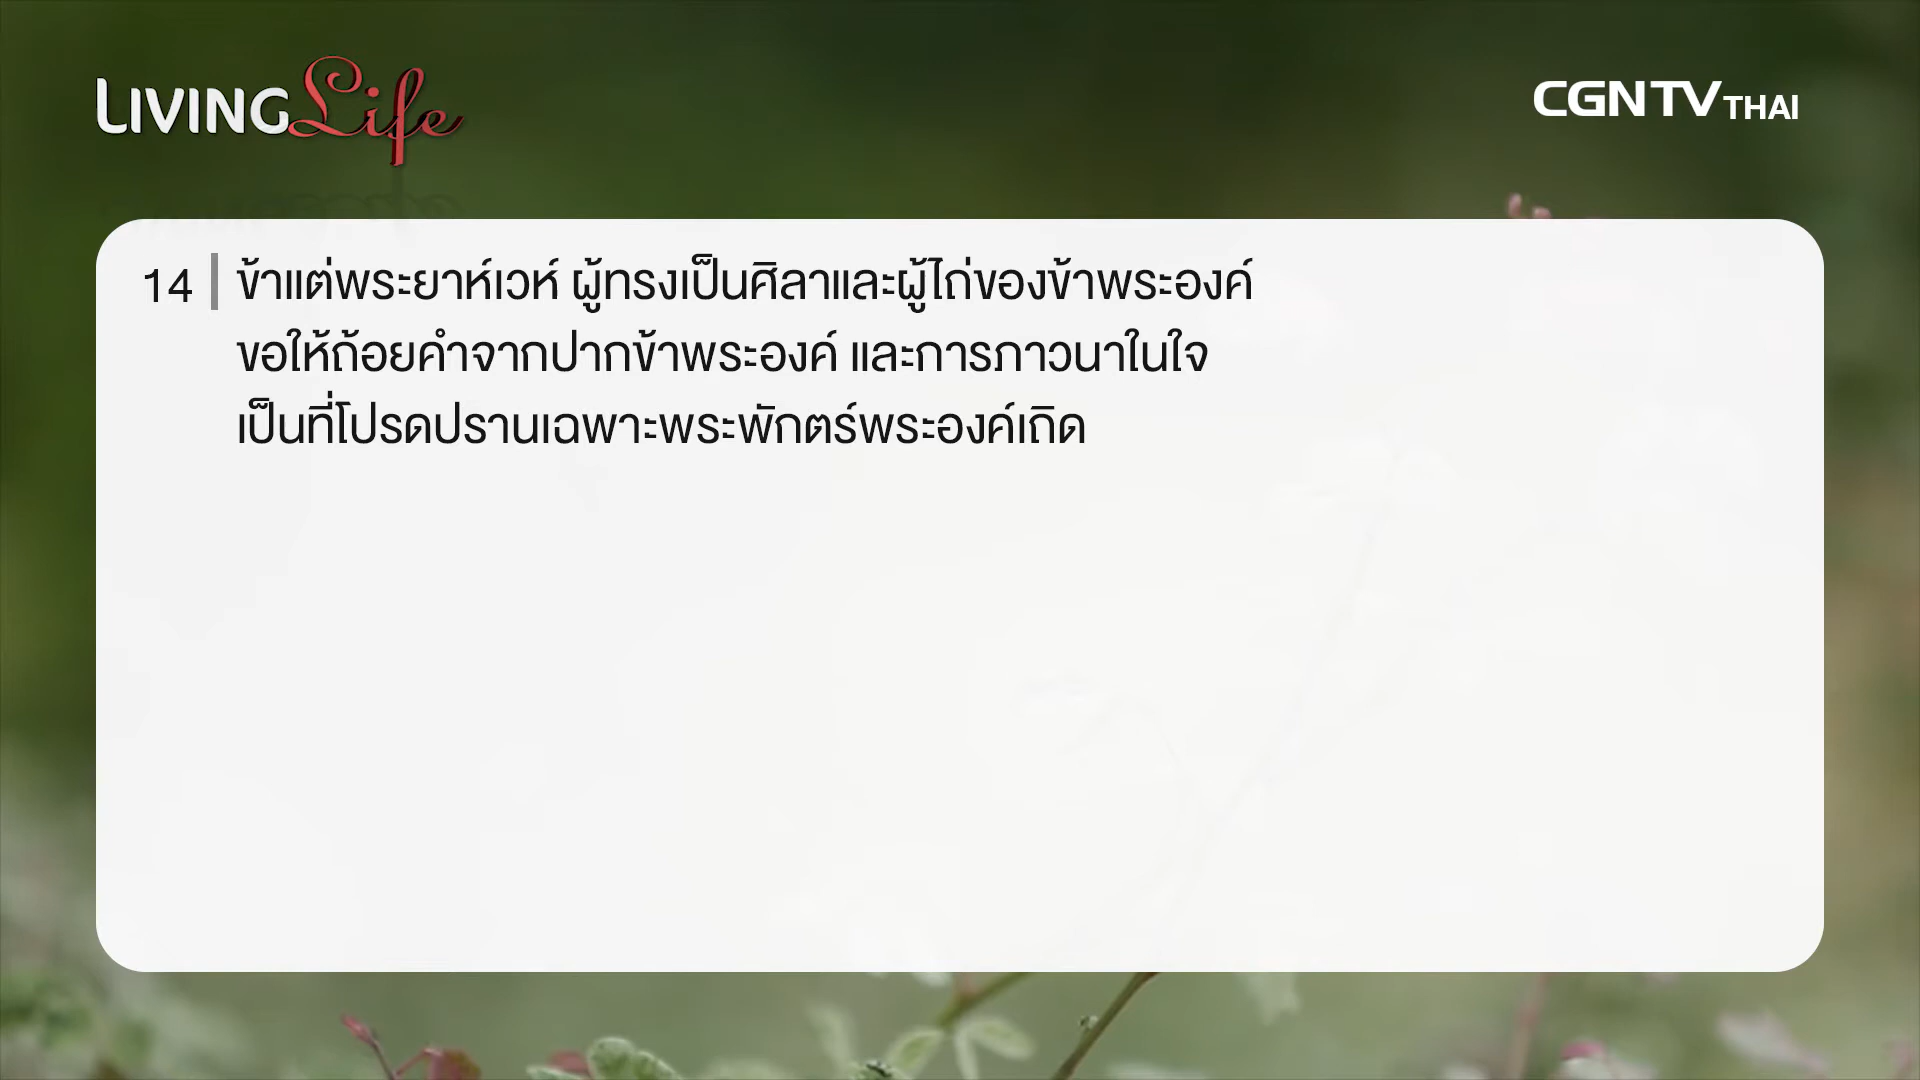 LIVING Life
CGNTV THAI
14 ข้าแต่พระยาห์เวห์ ผู้ทรงเป็นศิลาและผู้ไถ่ของข้าพระองค์
ขอให้ถ้อยคำจากปากข้าพระองค์ และการภาวนาในใจ
เป็นที่โปรดปรานเฉพาะพระพักตร์พระองค์เถิด